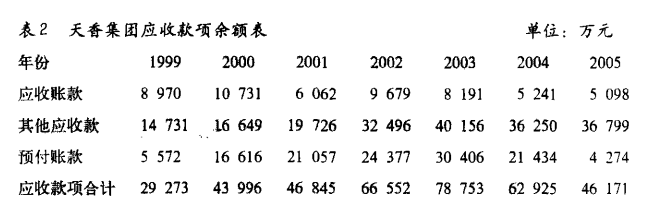 表2 天香集团应收款项余额表 单位：万元
年份 1999 2000 2001 2002 2003 2004 2005
应收账款 8 970 10 731 6 062 9 679 8 191 5 241 5 098
其他应收款 14 731 16 649 19 726 32 496 40 156 36 250 36 799
预付账款 5 572 16 616 21 057 24 377 30 406 21 434 4 274
应收款项合计 29 273 43 996 46 845 66 552 78 753 62 925 46 171